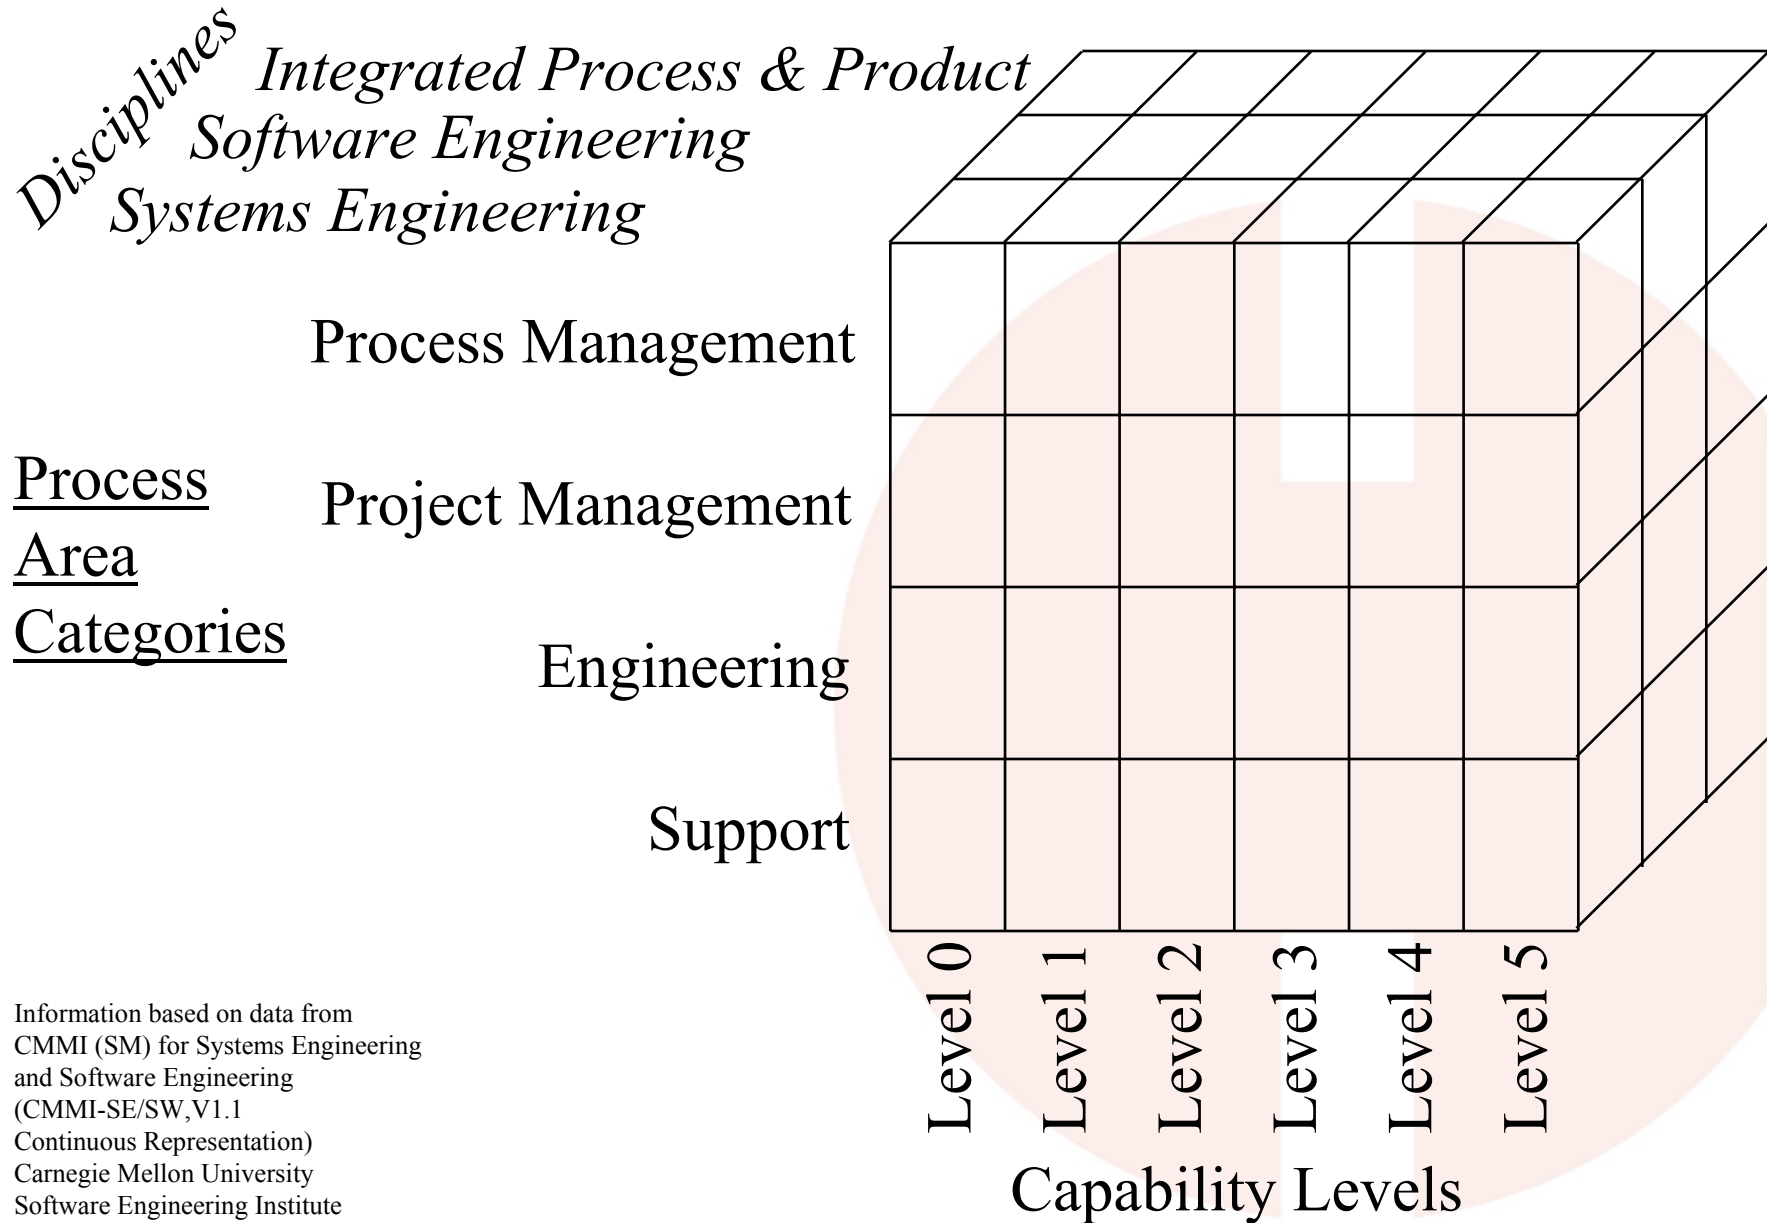 Disciplines
Integrated Process & Product
Software Engineering
Systems Engineering
Process Management
Process
Area
Categories
Project Management
Engineering
Support
Level 0
Level 1
Level 2
Level 3
Level 4
Level 5
Capability Levels
Information based on data from
CMMI (SM) for Systems Engineering
and Software Engineering
(CMMI-SE/SW,V1.1
Continuous Representation)
Carnegie Mellon University
Software Engineering Institute